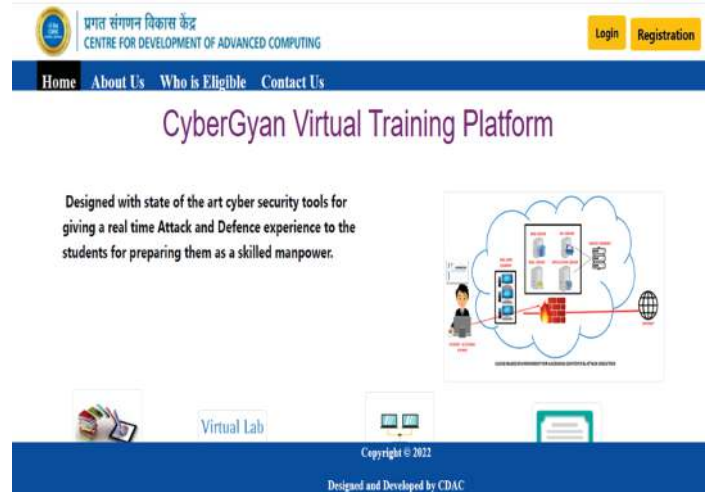 प्रगत संगणन विकास केंद्र
CENTRE FOR DEVELOPMENT OF ADVANCED COMPUTING
Login
Registration
Home About Us Who is Eligible Contact Us
CyberGyan Virtual Training Platform
Designed with state of the art cyber security tools for
giving a real time Attack and Defence experience to the
students for preparing them as a skilled manpower.
Virtual Lab
Copyright © 2022
Designed and Developed by CDAC